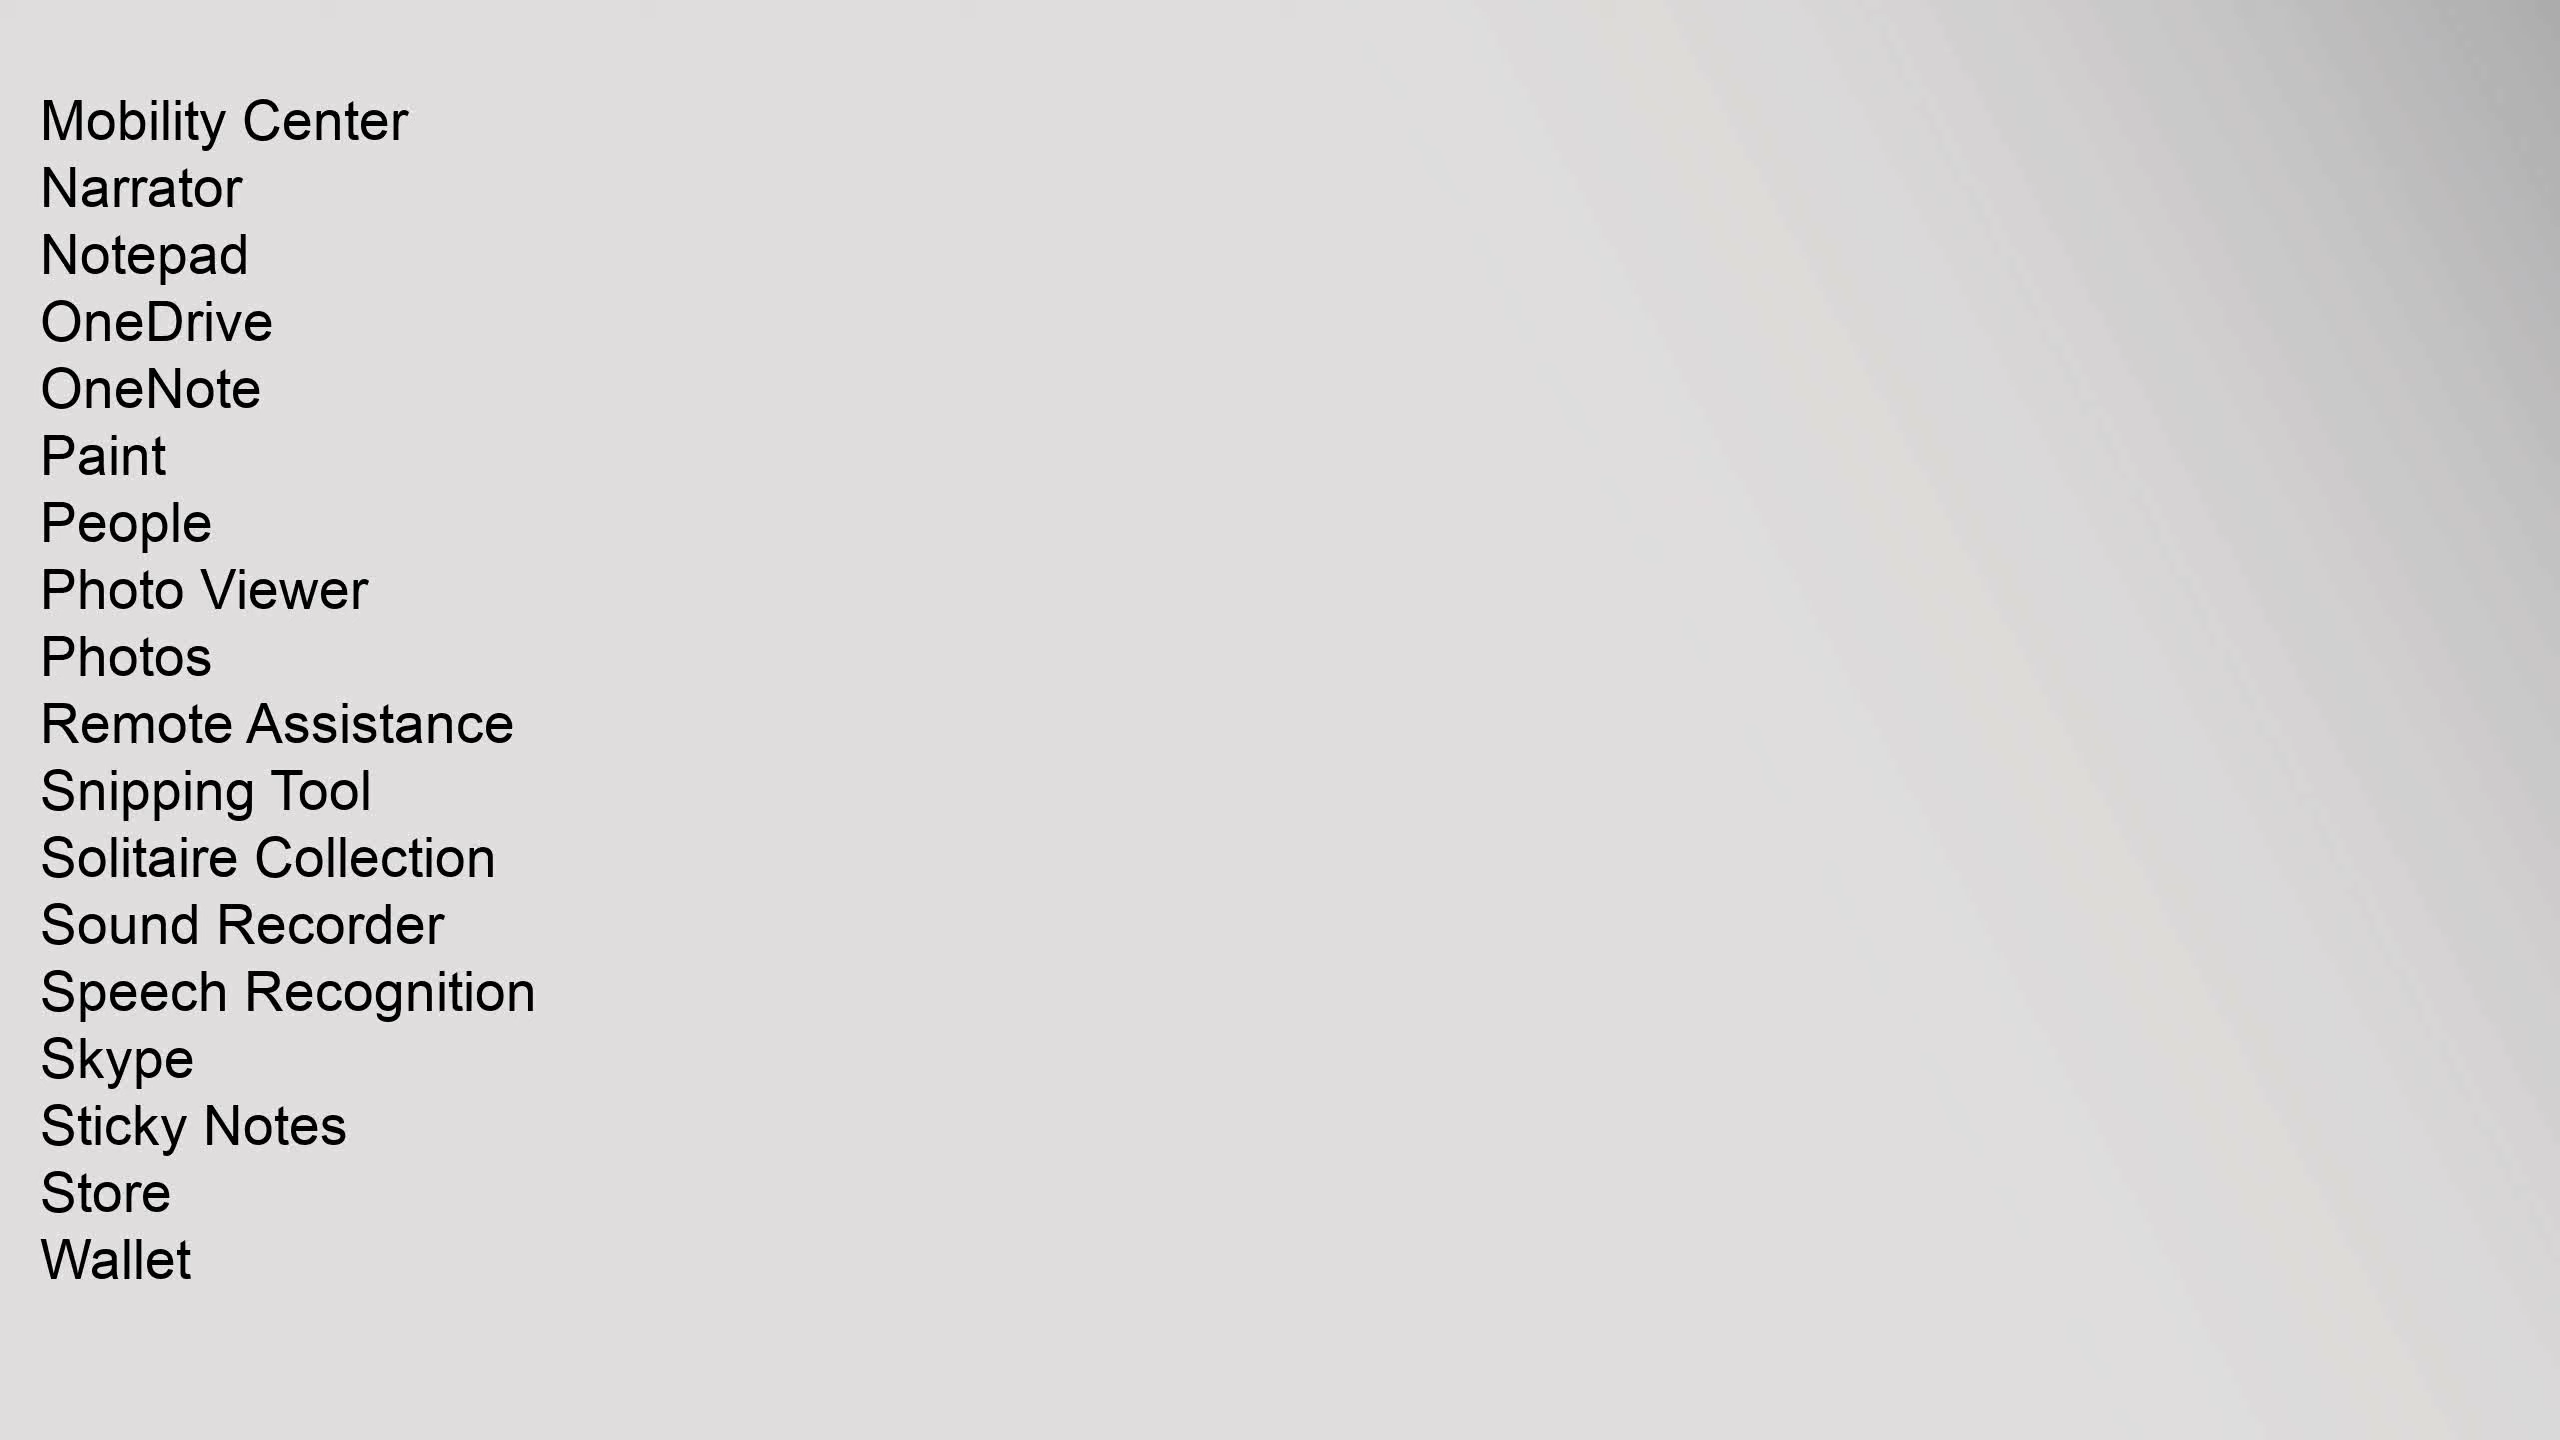 Mobility Center
Narrator
Notepad
OneDrive
OneNote
Paint
People
Photo Viewer
Photos
Remote Assistance
Snipping Tool
Solitaire Collection
Sound Recorder
Speech Recognition
Skype
Sticky Notes
Store
Wallet